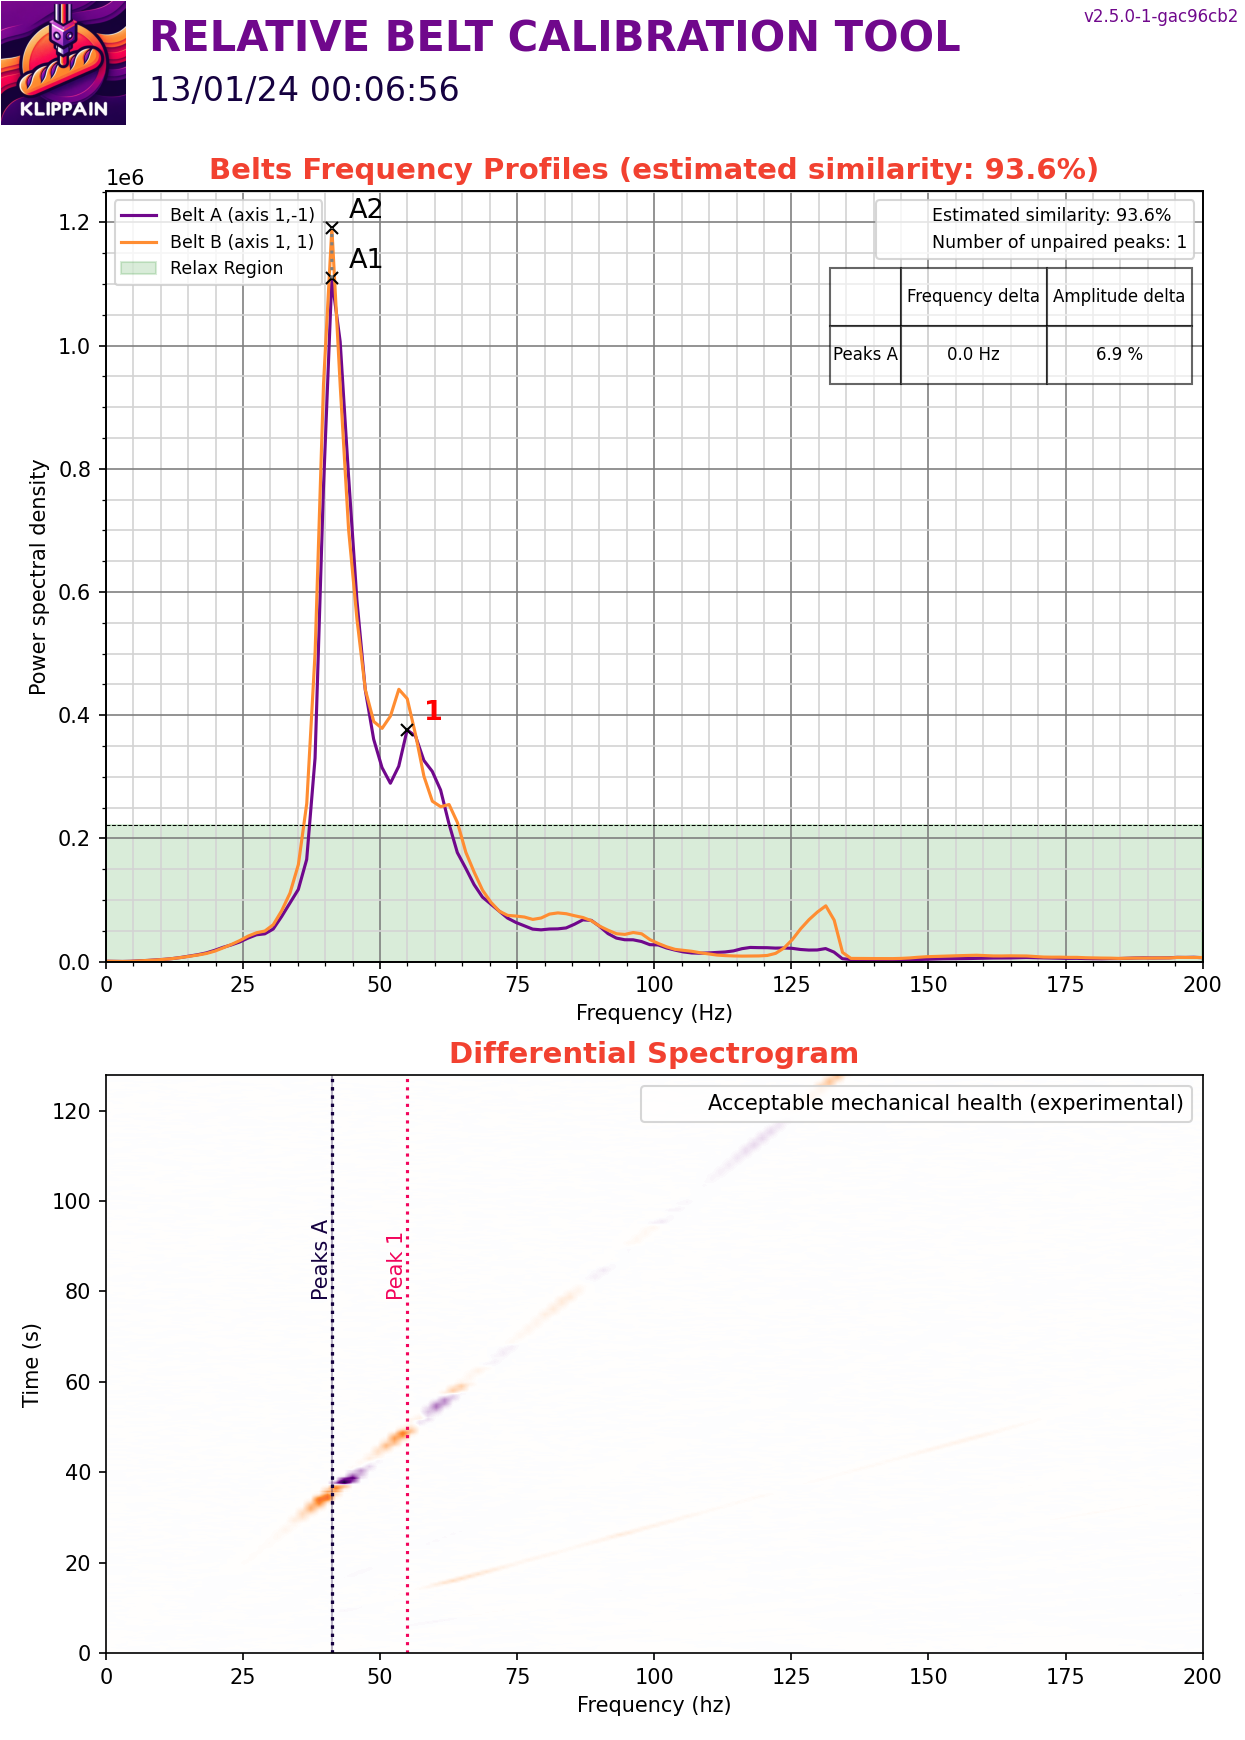 v2.5.0-1-gac96cb2
RELATIVE BELT CALIBRATION TOOL
13/01/24 00:06:56
KLIPPAIN
Belts Frequency Profiles (estimated similarity: 93.6%)
1e6
Belt A (axis 1,-1)
Belt B (axis 1, 1)
Relax Region
A2
A1
1
Estimated similarity: 93.6%
Number of unpaired peaks: 1
Frequency delta Amplitude delta
Peaks A 0.0 Hz 6.9 %
Power spectral density
1.2
1.0
0.8
0.6
0.4
0.2
0.0
0 25 50 75 100 125 150 175 200
Frequency (Hz)
Differential Spectrogram
Acceptable mechanical health (experimental)
Peaks A
Peak 1
Time (s)
120
100
80
60
40
20
0
0 25 50 75 100 125 150 175 200
Frequency (hz)